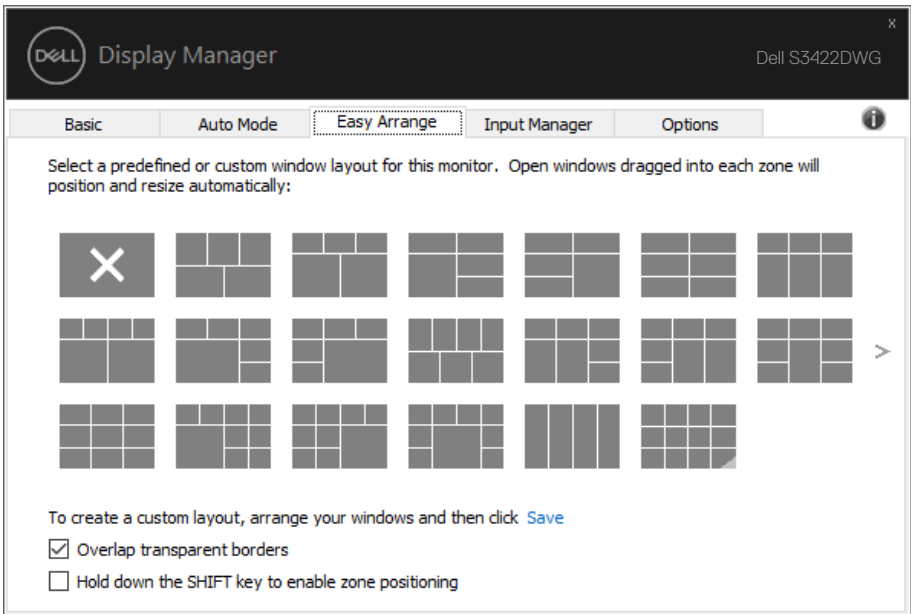 x
DELL Display Manager
Dell S3422DWG
Basic Auto Mode Easy Arrange Input Manager Options
Select a predefined or custom window layout for this monitor. Open windows dragged into each zone will
position and resize automatically:
>
To create a custom layout, arrange your windows and then click Save
Overlap transparent borders
Hold down the SHIFT key to enable zone positioning